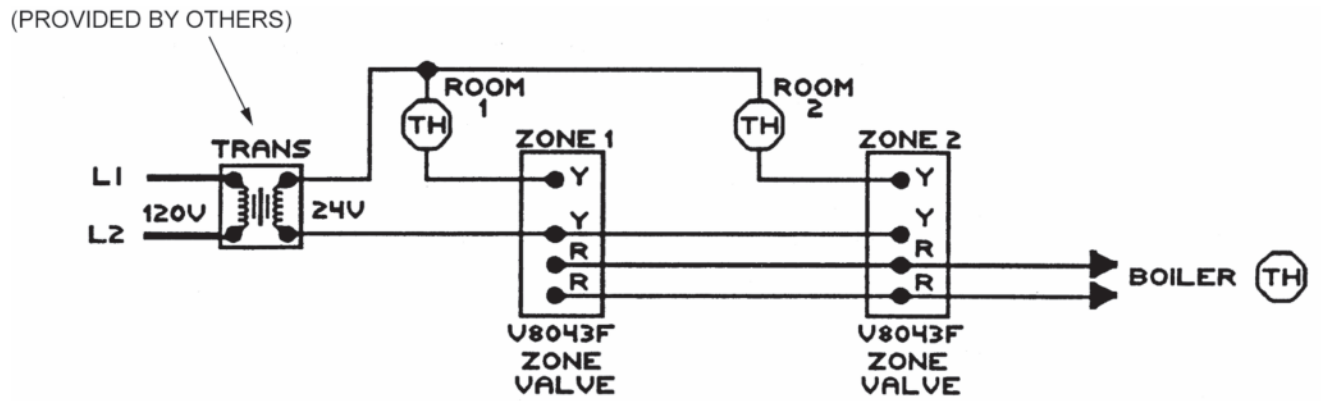 (PROVIDED BY OTHERS)
ROOM
1
TH
ROOM
2
TH
TRANS
ZONE 1
ZONE 2
L1
120V
24V
L2
Y
Y
R
R
Y
Y
R
R
BOILER TH
V8043F
ZONE
VALVE
V8043F
ZONE
VALVE